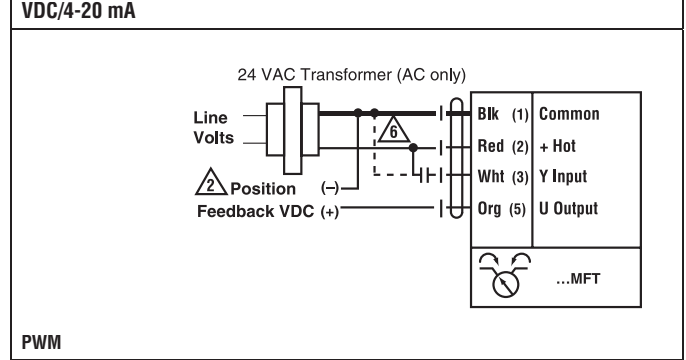 VDC/4-20 mA
24 VAC Transformer (AC only)
Line
Volts
6
Blk (1) Common
Red (2) + Hot
Wht (3) Y Input
Org (5) U Output
2 Position (–)
Feedback VDC (+)
...MFT
PWM